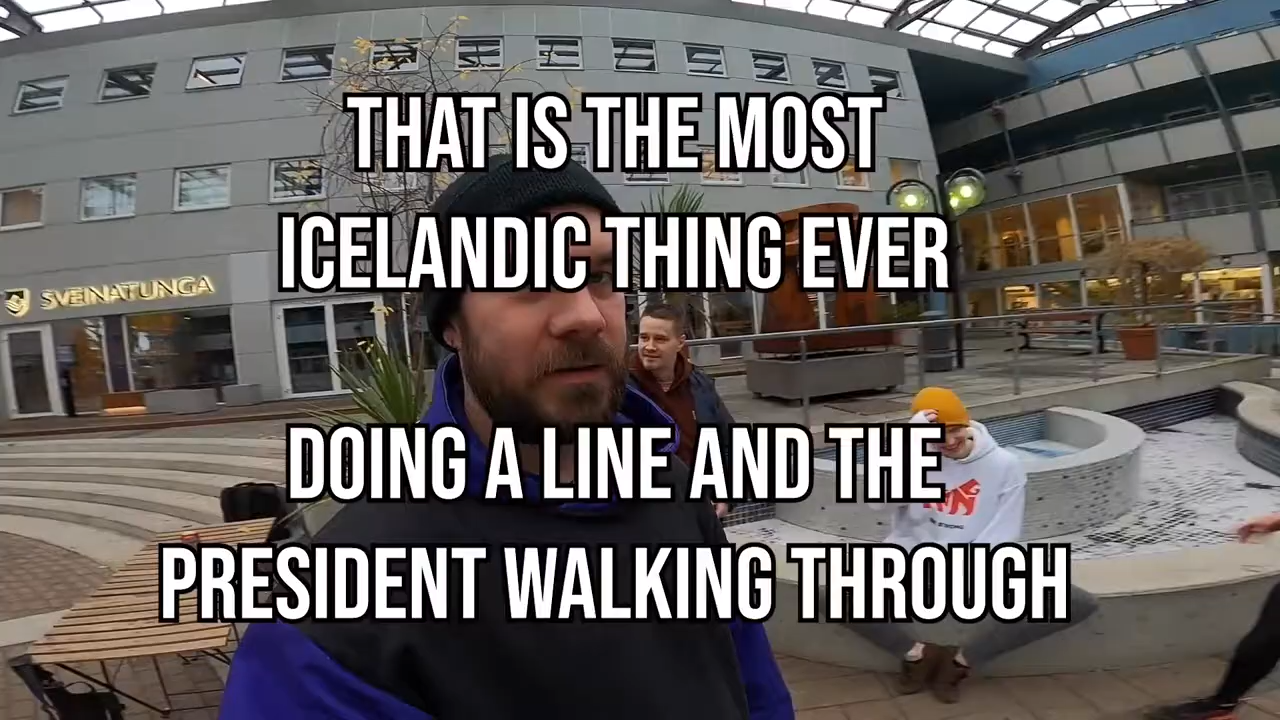 THAT IS THE MOST
ICELANDIC THING EVER
SVEINATUNGA
DOING A LINE AND THE
PRESIDENT WALKING THROUGH